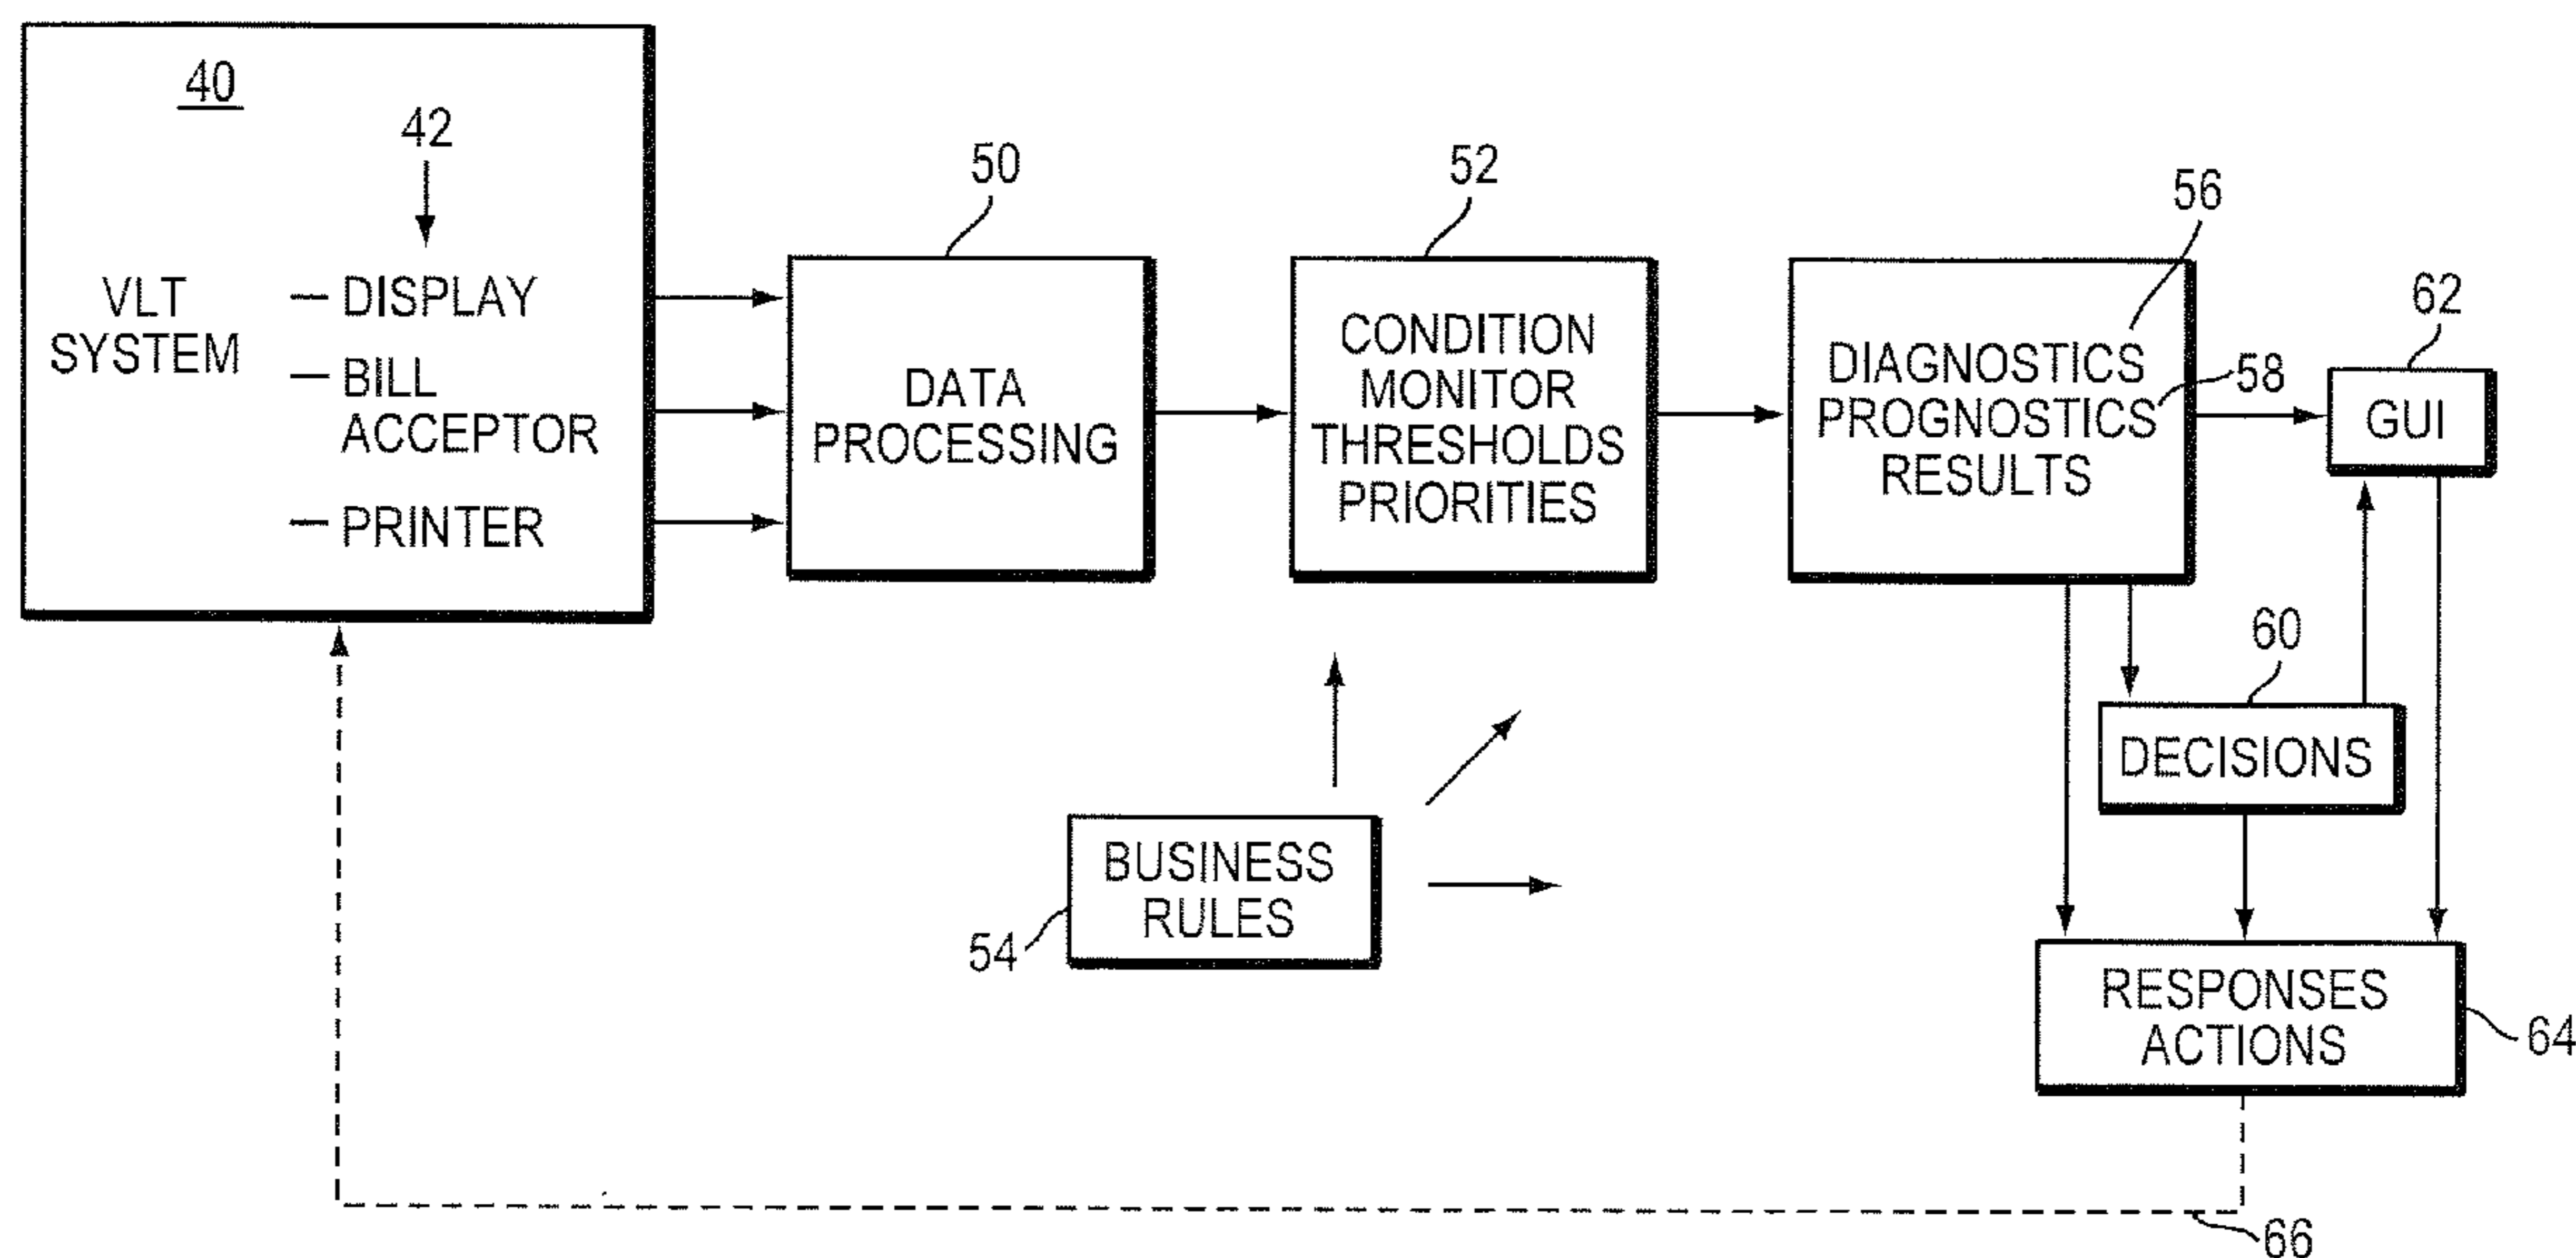 40
42
VLT
SYSTEM
– DISPLAY
– BILL
ACCEPTOR
– PRINTER
50
DATA
PROCESSING
52
CONDITION
MONITOR
THRESHOLDS
PRIORITIES
56
DIAGNOSTICS
PROGNOSTICS
58
RESULTS
62
GUI
60
DECISIONS
BUSINESS
RULES
54
RESPONSES
ACTIONS
64
66